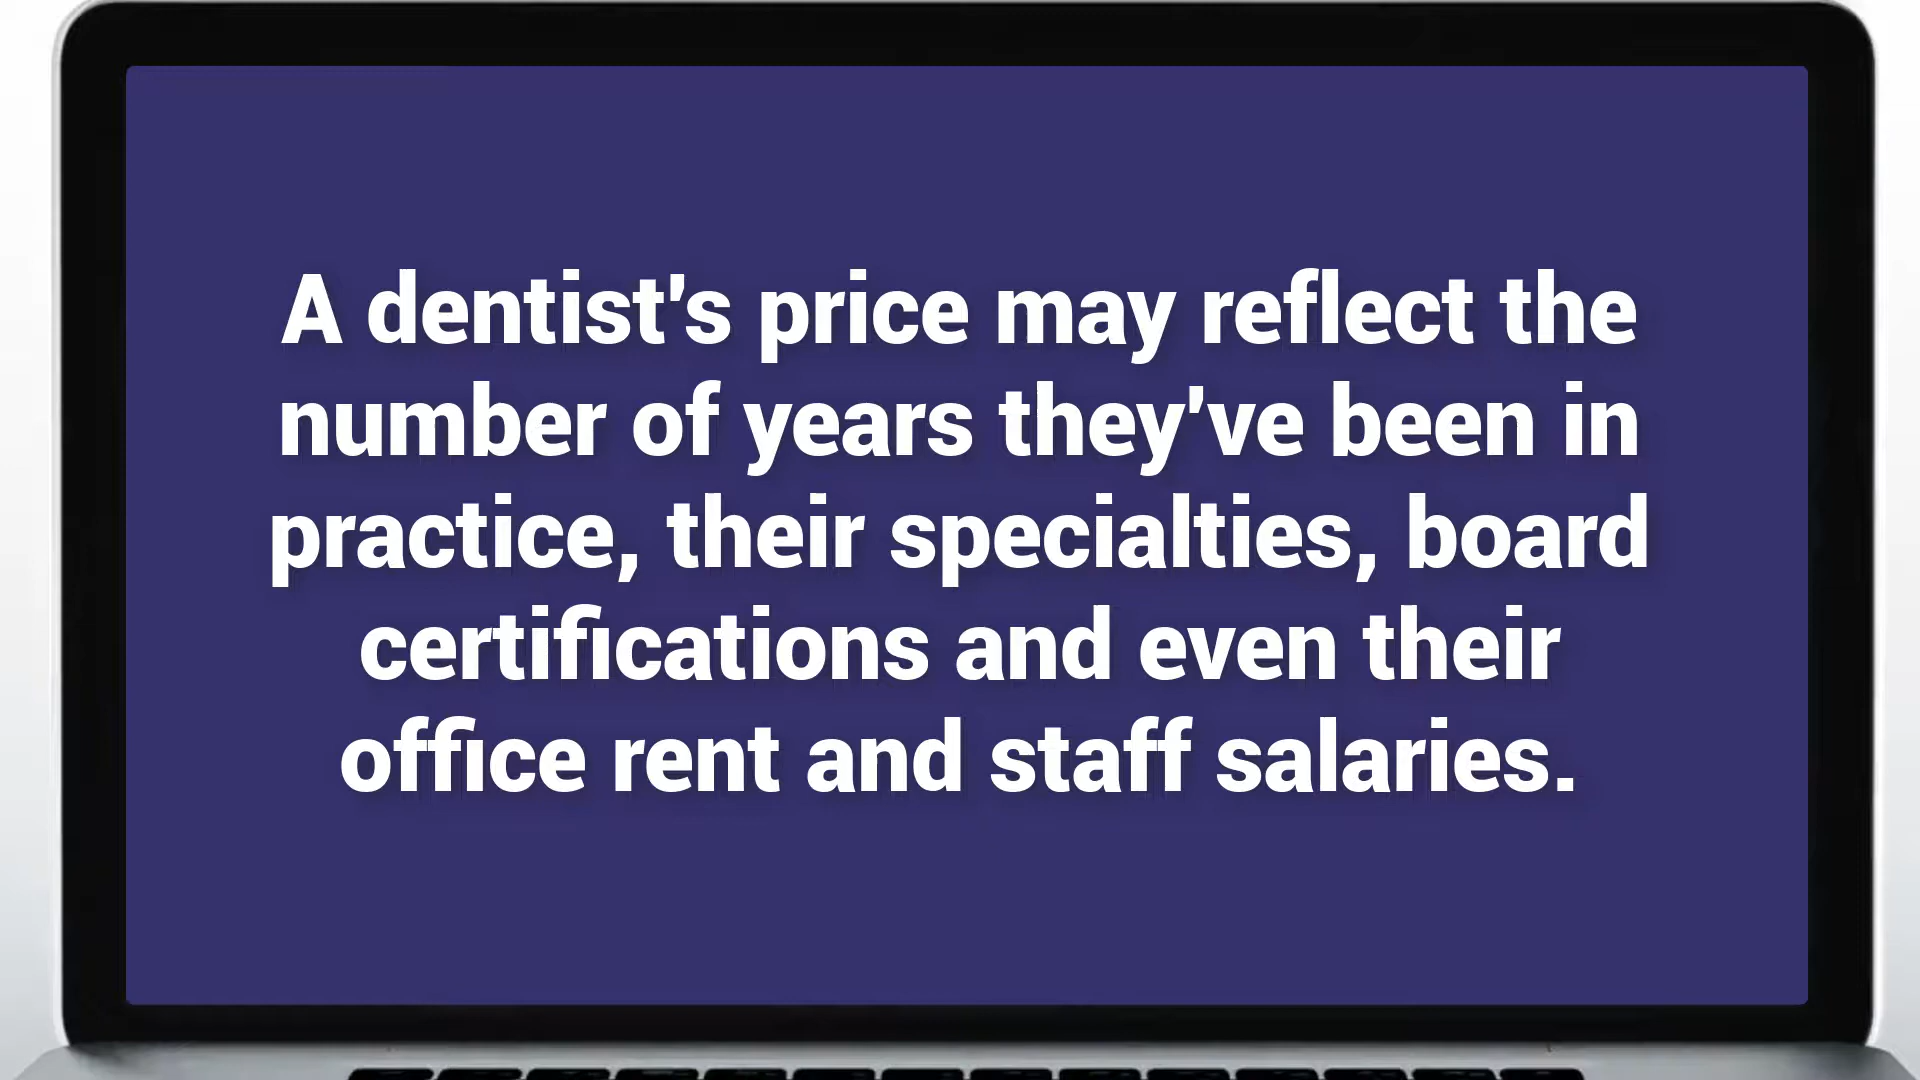 A dentist's price may reflect the
number of years they've been in
practice, their specialties, board
certifications and even their
office rent and staff salaries.